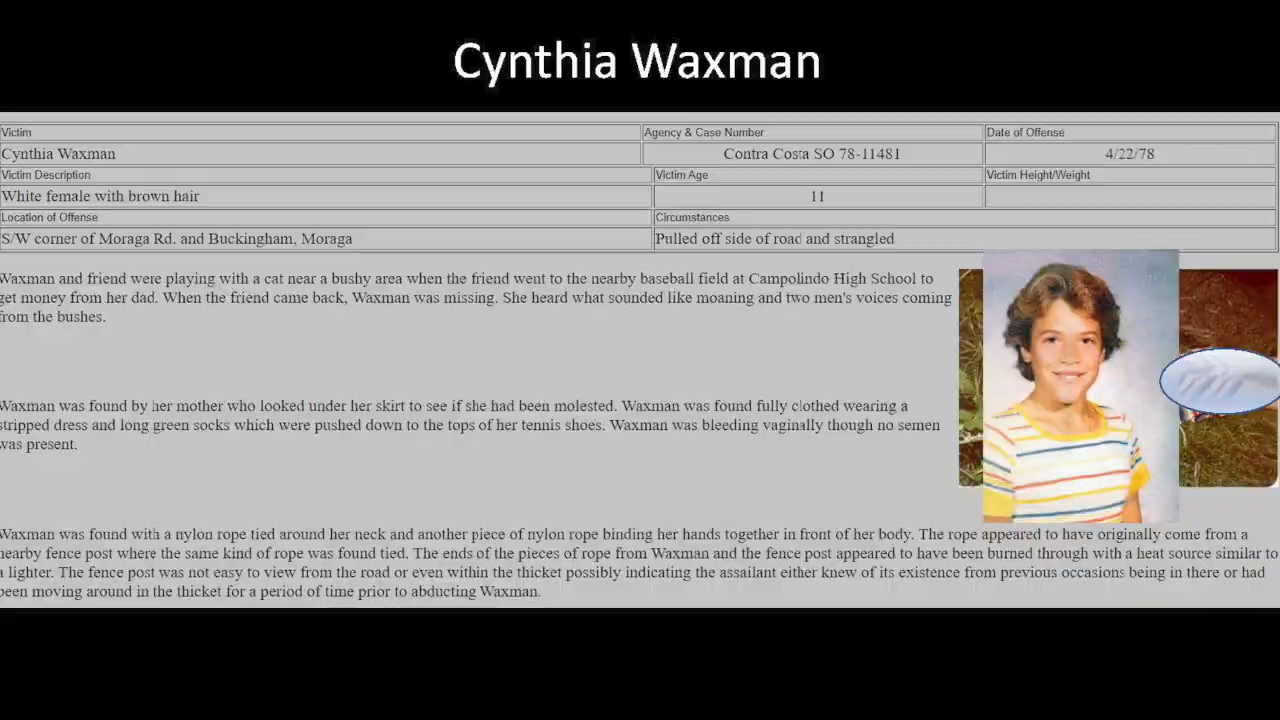 Cynthia Waxman
Victim Agency & Case Number Date of Offense
Cynthia Waxman Contra Costa SO 78-11481 4/22/78
Victim Description Victim Age Victim Height/Weight
White female with brown hair 11
Location of Offense Circumstances
S/W corner of Moraga Rd. and Buckingham, Moraga Pulled off side of road and strangled
Waxman and friend were playing with a cat near a bushy area when the friend went to the nearby baseball field at Campolindo High School to
get money from her dad. When the friend came back, Waxman was missing. She heard what sounded like moaning and two men's voices coming
from the bushes.
Waxman was found by her mother who looked under her skirt to see if she had been molested. Waxman was found fully clothed wearing a
stripped dress and long green socks which were pushed down to the tops of her tennis shoes. Waxman was bleeding vaginally though no semen
was present.
Waxman was found with a nylon rope tied around her neck and another piece of nylon rope binding her hands together in front of her body. The rope appeared to have originally come from a
nearby fence post where the same kind of rope was found tied. The ends of the pieces of rope from Waxman and the fence post appeared to have been burned through with a heat source similar to
a lighter. The fence post was not easy to view from the road or even within the thicket possibly indicating the assailant either knew of its existence from previous occasions being in there or had
been moving around in the thicket for a period of time prior to abducting Waxman.